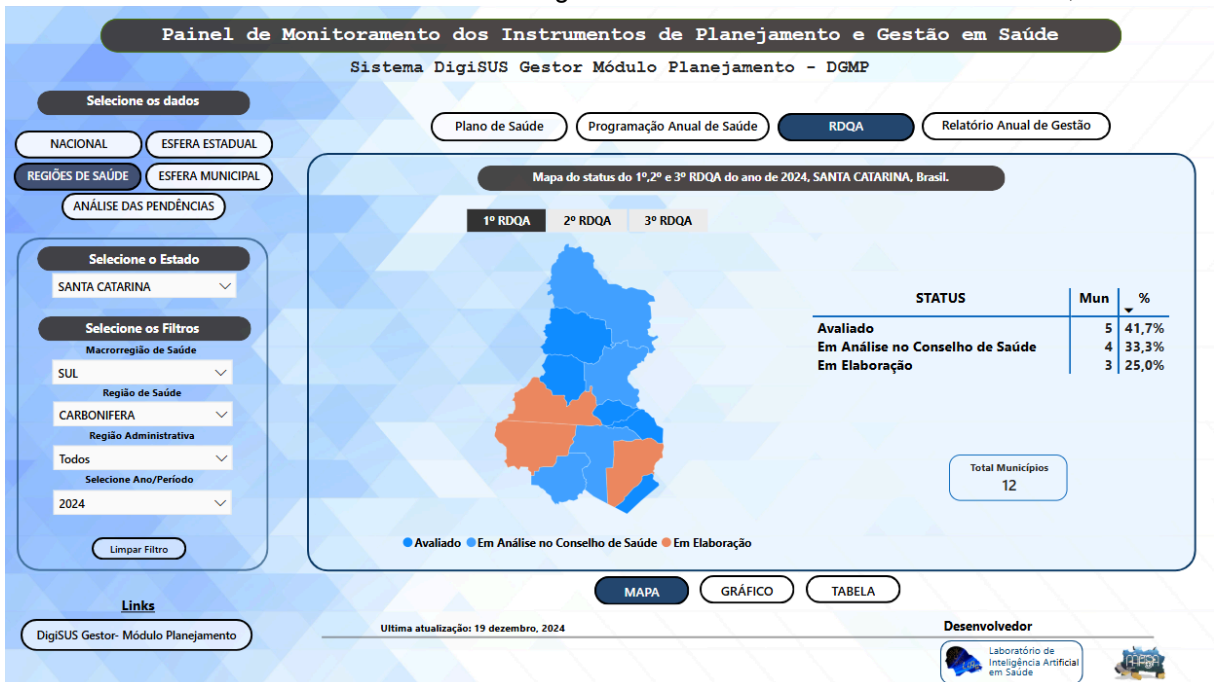 Painel de Monitoramento dos Instrumentos de Planejamento e Gestão em Saúde
Sistema DigiSUS Gestor Módulo Planejamento - DGMP
Selecione os dados
NACIONAL
ESFERA ESTADUAL
REGIÕES DE SAÚDE
ESFERA MUNICIPAL
ANÁLISE DAS PENDÊNCIAS
Selecione o Estado
SANTA CATARINA
Selecione os Filtros
Macrorregião de Saúde
SUL
Região de Saúde
CARBONIFERA
Região Administrativa
Todos
Selecione Ano/Período
2024
Limpar Filtro
Links
DigiSUS Gestor- Módulo Planejamento
Plano de Saúde
Programação Anual de Saúde
RDQA
Relatório Anual de Gestão
Mapa do status do 1º,2º e 3º RDQA do ano de 2024, SANTA CATARINA, Brasil.
1º RDQA 2º RDQA 3º RDQA
STATUS Mun %
Avaliado 5 41,7%
Em Análise no Conselho de Saúde 4 33,3%
Em Elaboração 3 25,0%
Total Municípios
12
Avaliado Em Análise no Conselho de Saúde Em Elaboração
MAPA
GRÁFICO
TABELA
Ultima atualização: 19 dezembro, 2024
Desenvolvedor
Laboratório de
Inteligência Artificial
em Saúde